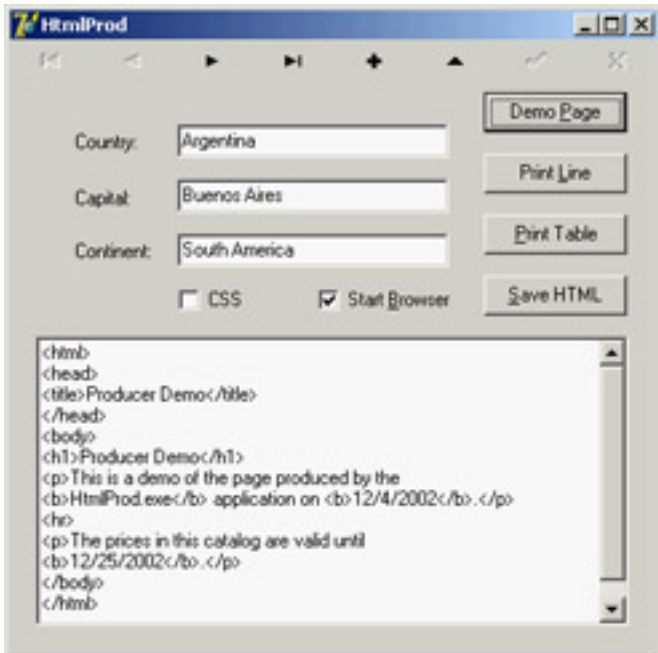 HtmlProd
Demo Page
Country:
Argentina
Print Line
Capital:
Buenos Aires
Print Table
Continent:
South America
CSS
Start Browser
Save HTML
<html>
<head>
<title>Producer Demo</title>
</head>
<body>
<h1>Producer Demo</h1>
<p>This is a demo of the page produced by the
<b>HtmlProd.exe</b> application on <b>12/4/2002</b>.</p>
<hr>
<p>The prices in this catalog are valid until
<b>12/25/2002</b>.</p>
</body>
</html>